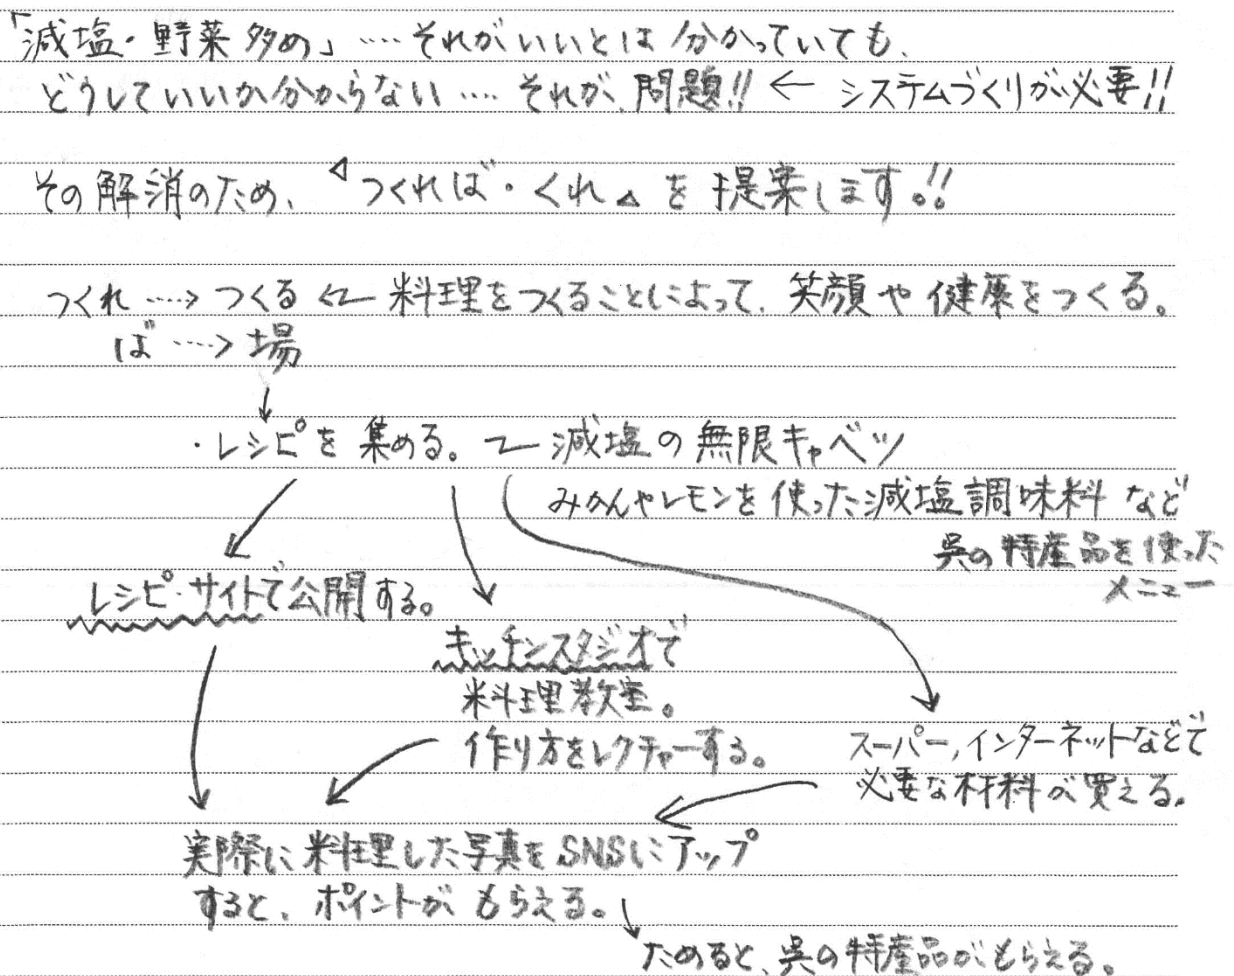 「減塩・野菜多め」‥‥それがいいとは分かっていても、
どうしていいか分からない‥‥それが、問題!! ← システムづくりが必要!!
その解消のため、「つくれば・くれ」を提案します!!
つくれ ‥‥> つくる ← 料理をつくることによって、笑顔や健康をつくる。
ば ‥‥> 場
↓
・レシピを集める。 ← 減塩の無限キャベツ
みかんやレモンを使った減塩調味料 など
呉の特産品を使った
メニュー
レシピ・サイトで公開する。
キッチンスタジオで
料理教室。
作り方をレクチャーする。
スーパー,インターネットなどで
必要な材料が買える。
実際に料理した写真をSNSにアップ
すると、ポイントがもらえる。
ためると、呉の特産品がもらえる。